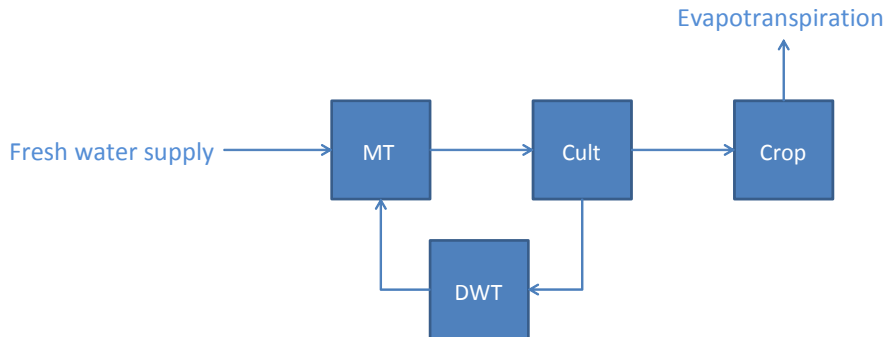 Evapotranspiration
Fresh water supply
MT
Cult
Crop
DWT